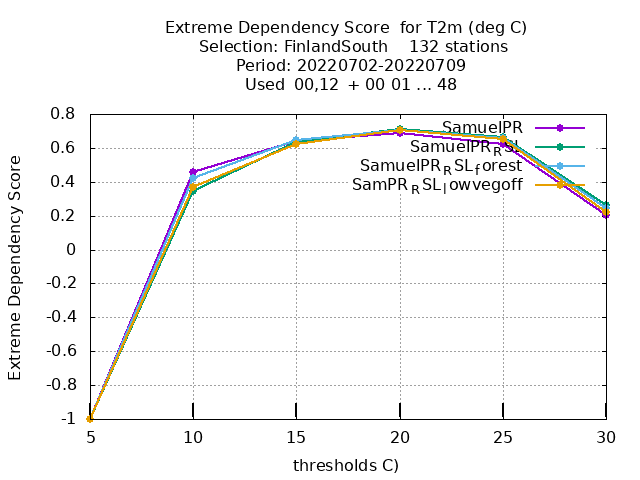 Extreme Dependency Score for T2m (deg C)
Selection: FinlandSouth 132 stations
Period: 20220702-20220709
Used 00,12 + 00 01 ... 48
Extreme Dependency Score
0.8
0.6
0.4
0.2
0
-0.2
-0.4
-0.6
-0.8
-1
SamuelPR
SamuelPR_RSL
SamuelPR_RSL_forest
SamPR_RSL_lowvegoff
5 10 15 20 25 30
thresholds C)